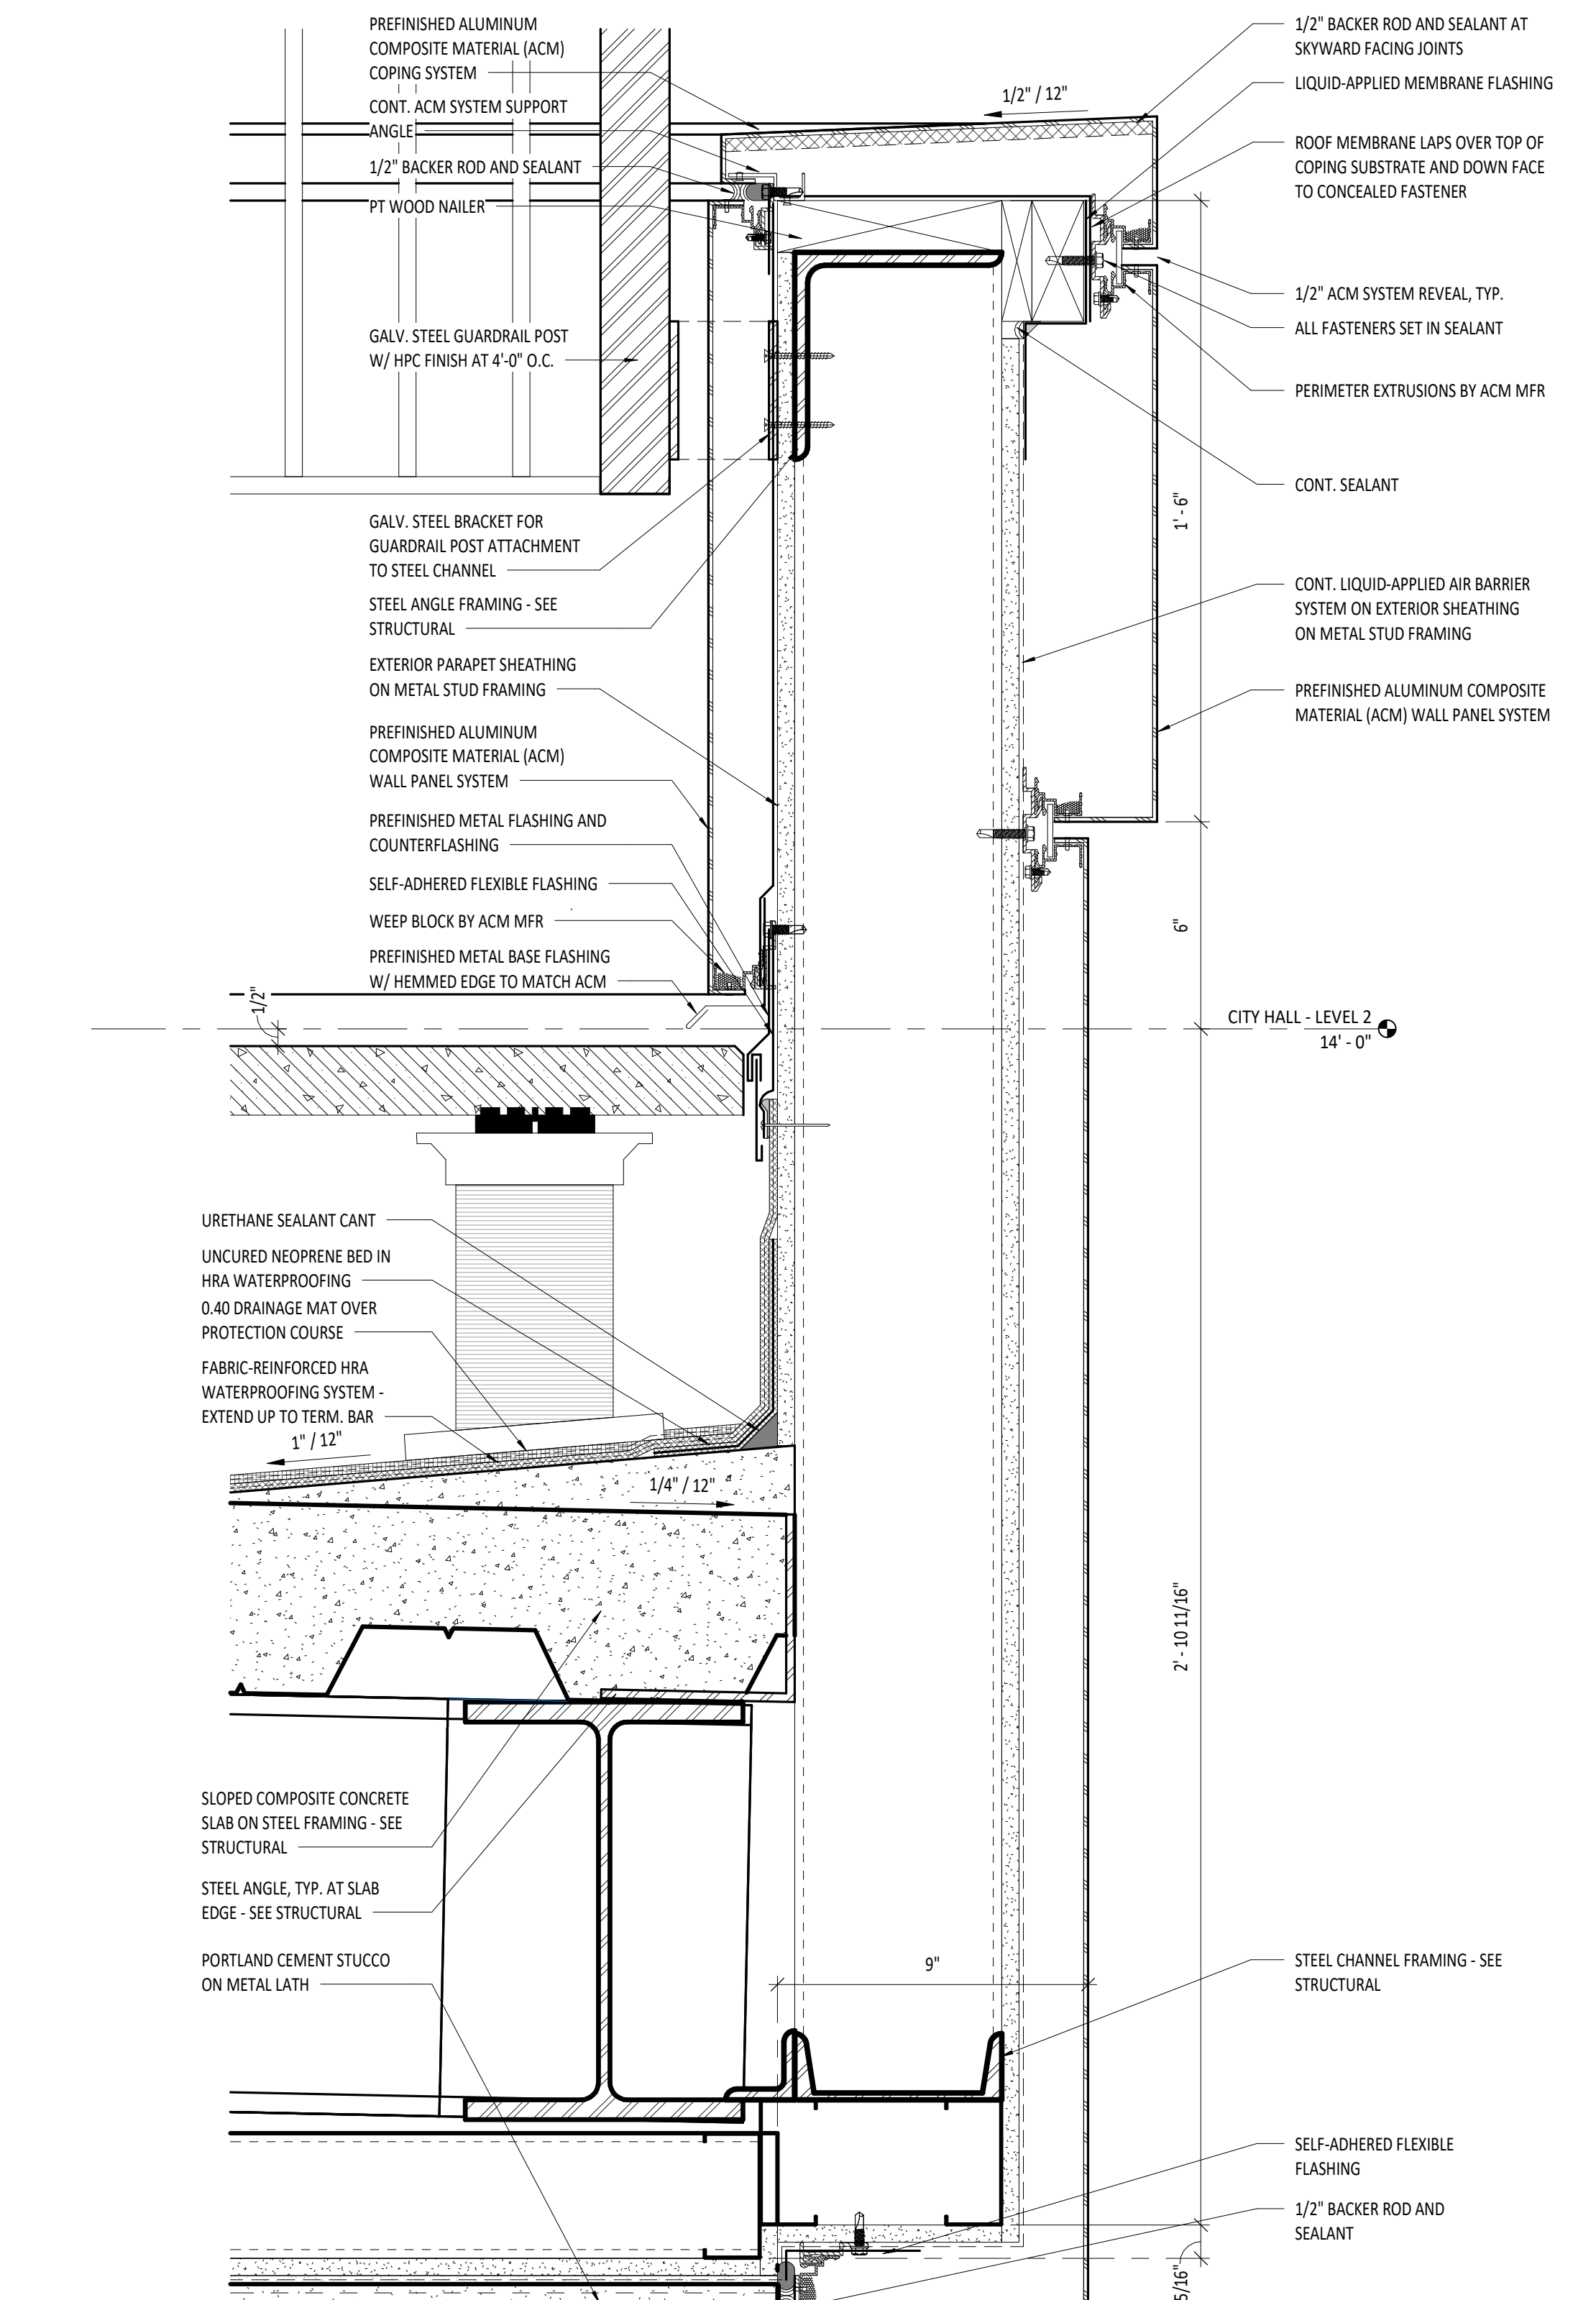 PREFINISHED ALUMINUM
COMPOSITE MATERIAL (ACM)
COPING SYSTEM
CONT. ACM SYSTEM SUPPORT
ANGLE
1/2" BACKER ROD AND SEALANT
PT WOOD NAILER
GALV. STEEL GUARDRAIL POST
W/ HPC FINISH AT 4'-0" O.C.
GALV. STEEL BRACKET FOR
GUARDRAIL POST ATTACHMENT
TO STEEL CHANNEL
STEEL ANGLE FRAMING - SEE
STRUCTURAL
EXTERIOR PARAPET SHEATHING
ON METAL STUD FRAMING
PREFINISHED ALUMINUM
COMPOSITE MATERIAL (ACM)
WALL PANEL SYSTEM
PREFINISHED METAL FLASHING AND
COUNTERFLASHING
SELF-ADHERED FLEXIBLE FLASHING
WEEP BLOCK BY ACM MFR
PREFINISHED METAL BASE FLASHING
W/ HEMMED EDGE TO MATCH ACM
1/2"
URETHANE SEALANT CANT
UNCURED NEOPRENE BED IN
HRA WATERPROOFING
0.40 DRAINAGE MAT OVER
PROTECTION COURSE
FABRIC-REINFORCED HRA
WATERPROOFING SYSTEM -
EXTEND UP TO TERM. BAR
1" / 12"
1/4" / 12"
SLOPED COMPOSITE CONCRETE
SLAB ON STEEL FRAMING - SEE
STRUCTURAL
STEEL ANGLE, TYP. AT SLAB
EDGE - SEE STRUCTURAL
PORTLAND CEMENT STUCCO
ON METAL LATH
9"
1/2" / 12"
1/2" BACKER ROD AND SEALANT AT
SKYWARD FACING JOINTS
LIQUID-APPLIED MEMBRANE FLASHING
ROOF MEMBRANE LAPS OVER TOP OF
COPING SUBSTRATE AND DOWN FACE
TO CONCEALED FASTENER
1/2" ACM SYSTEM REVEAL, TYP.
ALL FASTENERS SET IN SEALANT
PERIMETER EXTRUSIONS BY ACM MFR
CONT. SEALANT
1' - 6"
CONT. LIQUID-APPLIED AIR BARRIER
SYSTEM ON EXTERIOR SHEATHING
ON METAL STUD FRAMING
PREFINISHED ALUMINUM COMPOSITE
MATERIAL (ACM) WALL PANEL SYSTEM
6"
CITY HALL - LEVEL 2
14' - 0"
2' - 10 11/16"
STEEL CHANNEL FRAMING - SEE
STRUCTURAL
SELF-ADHERED FLEXIBLE
FLASHING
1/2" BACKER ROD AND
SEALANT
5/16"